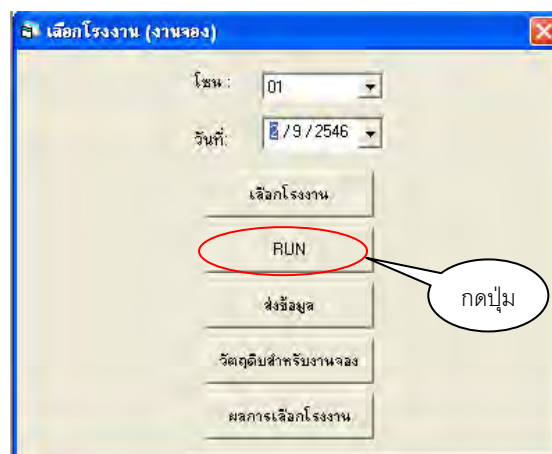 เลือกโรงงาน (งานจอง)
โซน : 01
วันที่: 2/9/2546
เลือกโรงงาน
RUN
กดปุ่ม
ส่งข้อมูล
วัตถุดิบสำหรับงานจอง
ผลการเลือกโรงงาน